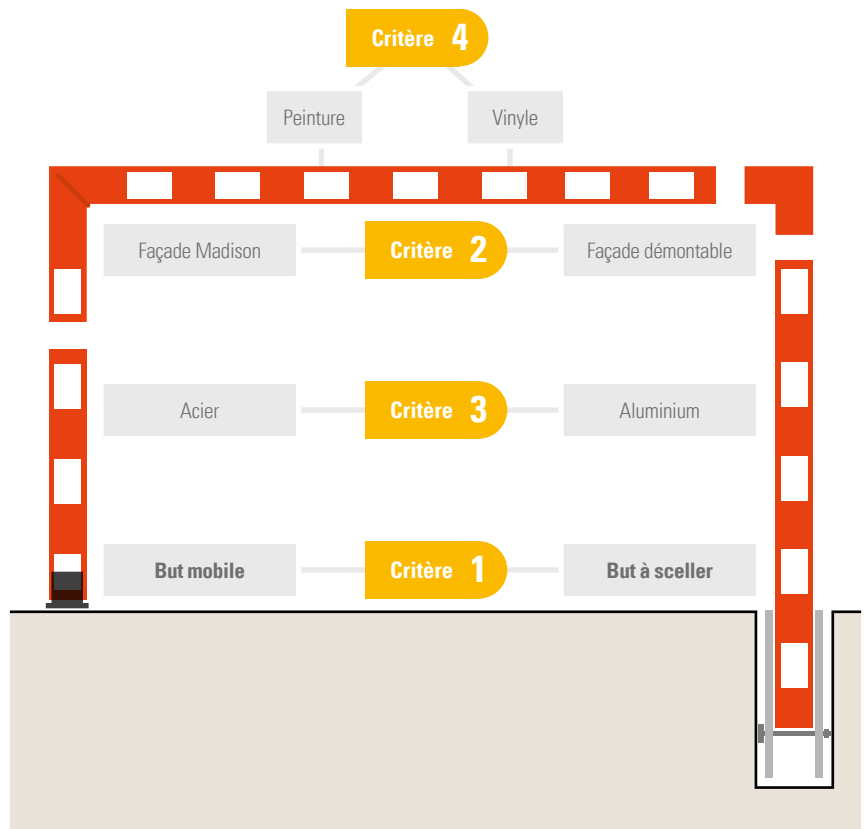 Critère 4
Peinture
Vinyle
Façade Madison
Critère 2
Façade démontable
Acier
Critère 3
Aluminium
But mobile
Critère 1
But à sceller